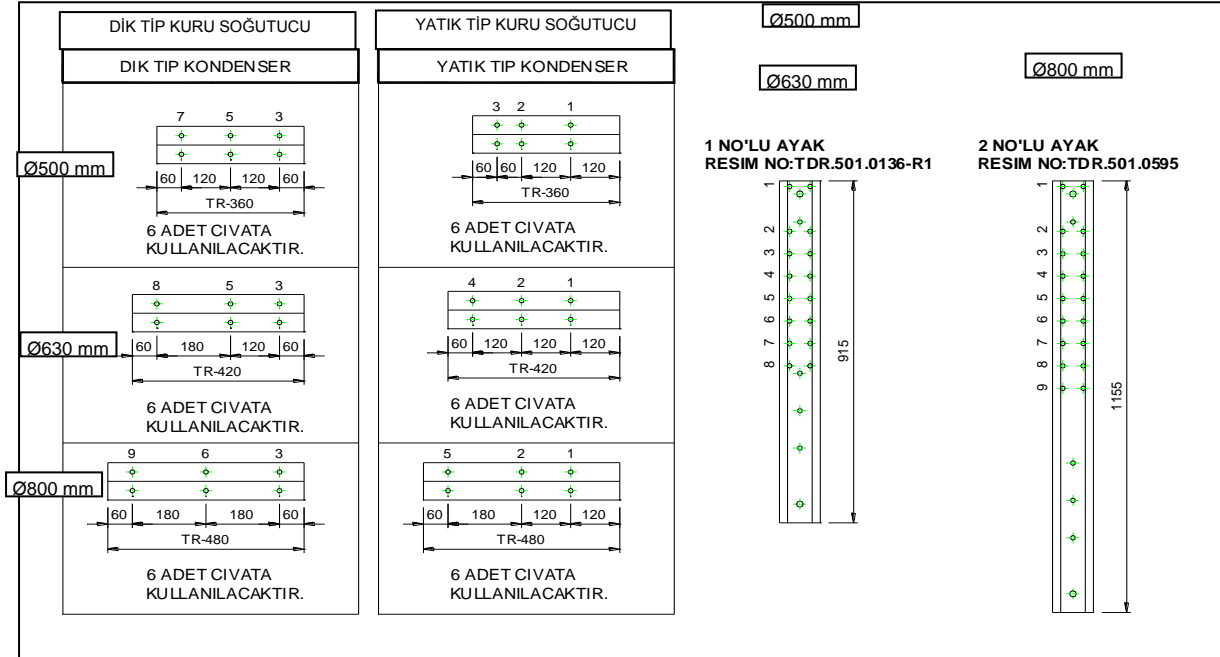 DİK TİP KURU SOĞUTUCU
DIK TIP KONDENSER
YATIK TİP KURU SOĞUTUCU
YATIK TIP KONDENSER
Ø500 mm
Ø630 mm
Ø800 mm
Ø500 mm
7 5 3
60 120 120 60
TR-360
6 ADET CIVATA
KULLANILACAKTIR.
3 2 1
60 60 120 120
TR-360
6 ADET CIVATA
KULLANILACAKTIR.
Ø630 mm
8 5 3
60 180 120 60
TR-420
6 ADET CIVATA
KULLANILACAKTIR.
4 2 1
60 120 120 120
TR-420
6 ADET CIVATA
KULLANILACAKTIR.
Ø800 mm
9 6 3
60 180 180 60
TR-480
6 ADET CIVATA
KULLANILACAKTIR.
5 2 1
60 180 120 120
TR-480
6 ADET CIVATA
KULLANILACAKTIR.
1 NO'LU AYAK
RESIM NO:TDR.501.0136-R1
1
2
3
4
5
6
7
8
915
2 NO'LU AYAK
RESIM NO:TDR.501.0595
1
2
3
4
5
6
7
8
9
1155